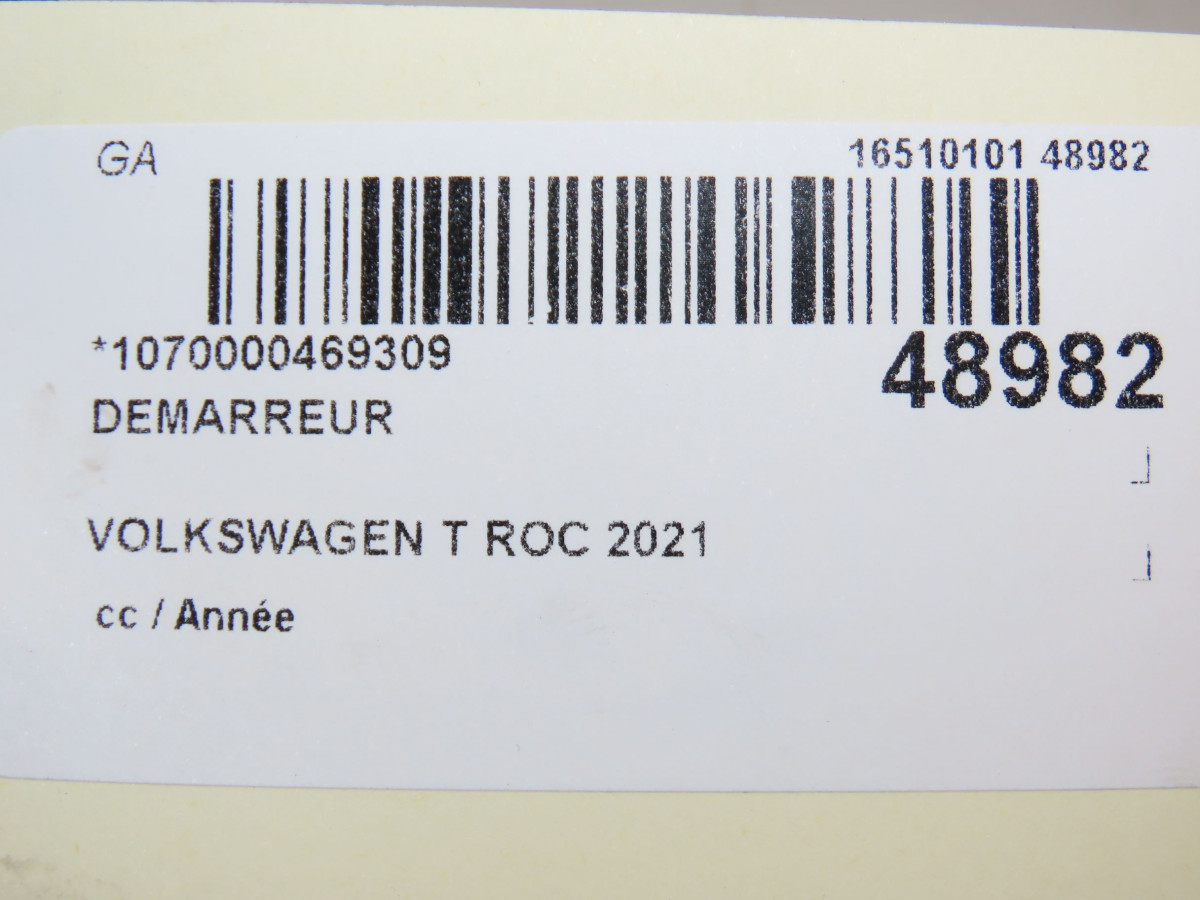 GA 16510101 48982
*1070000469309 48982
DEMARREUR
VOLKSWAGEN T ROC 2021
cc / Année